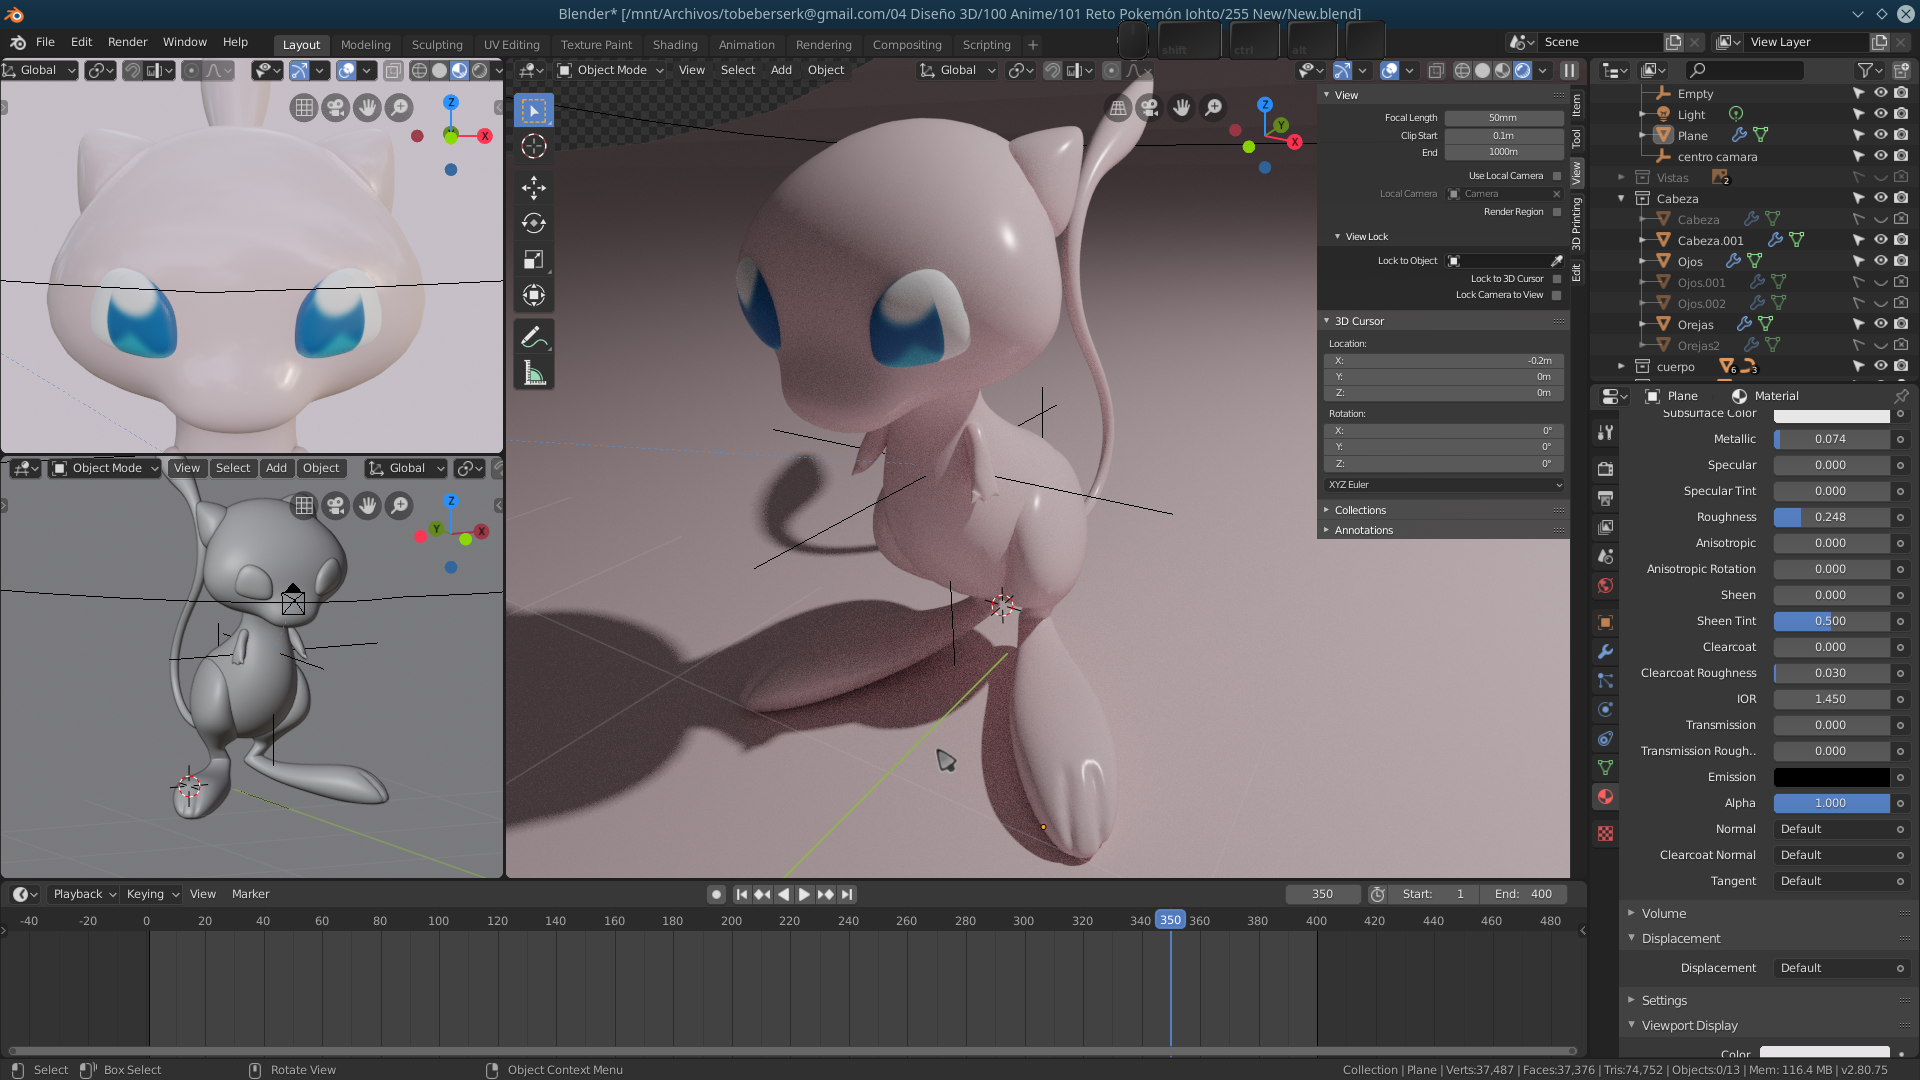 Blender* [/mnt/Archivos/tobeberserk@gmail.com/04 Diseño 3D/100 Anime/101 Reto Pokemón Johto/255 New/New.blend]
File Edit Render Window Help Layout Modeling Sculpting UV Editing Texture Paint Shading Animation Rendering Compositing Scripting + shift ctrl alt Scene View Layer
Global
Object Mode View Select Add Object Global
Z
X
Z
Y
X
View
Focal Length 50mm
Clip Start 0.1m
End 1000m
Use Local Camera
Local Camera Camera
Render Region
View Lock
Lock to Object
Lock to 3D Cursor
Lock Camera to View
3D Cursor
Location:
X: -0.2m
Y: 0m
Z: 0m
Rotation:
X: 0°
Y: 0°
Z: 0°
XYZ Euler
Collections
Annotations
Item
Tool
View
3D Printing
Edit
Empty
Light
Plane
centro camara
Vistas 2
Cabeza
Cabeza
Cabeza.001
Ojos
Ojos.001
Ojos.002
Orejas
Orejas2
cuerpo 6 3
Object Mode View Select Add Object Global
Z
Y
X
Plane Material
Subsurface Color
Metallic 0.074
Specular 0.000
Specular Tint 0.000
Roughness 0.248
Anisotropic 0.000
Anisotropic Rotation 0.000
Sheen 0.000
Sheen Tint 0.500
Clearcoat 0.000
Clearcoat Roughness 0.030
IOR 1.450
Transmission 0.000
Transmission Rough.. 0.000
Emission
Alpha 1.000
Normal Default
Clearcoat Normal Default
Tangent Default
Volume
Displacement
Displacement Default
Settings
Viewport Display
Color
Playback Keying View Marker 350 Start: 1 End: 400
-40 -20 0 20 40 60 80 100 120 140 160 180 200 220 240 260 280 300 320 340 350 360 380 400 420 440 460 480
Select Box Select Rotate View Object Context Menu Collection | Plane | Verts:37,487 | Faces:37,376 | Tris:74,752 | Objects:0/13 | Mem: 116.4 MB | v2.80.75